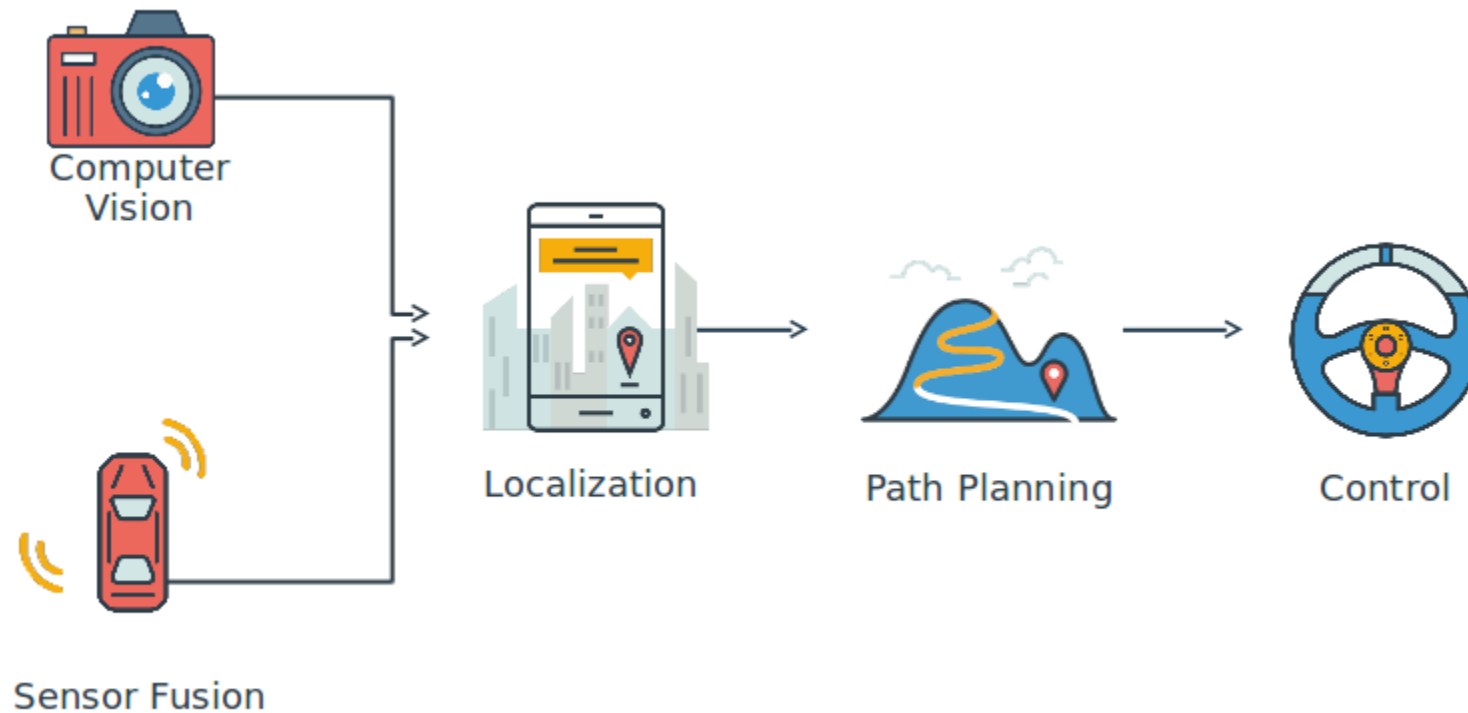 Computer
Vision
Localization
Path Planning
Control
Sensor Fusion